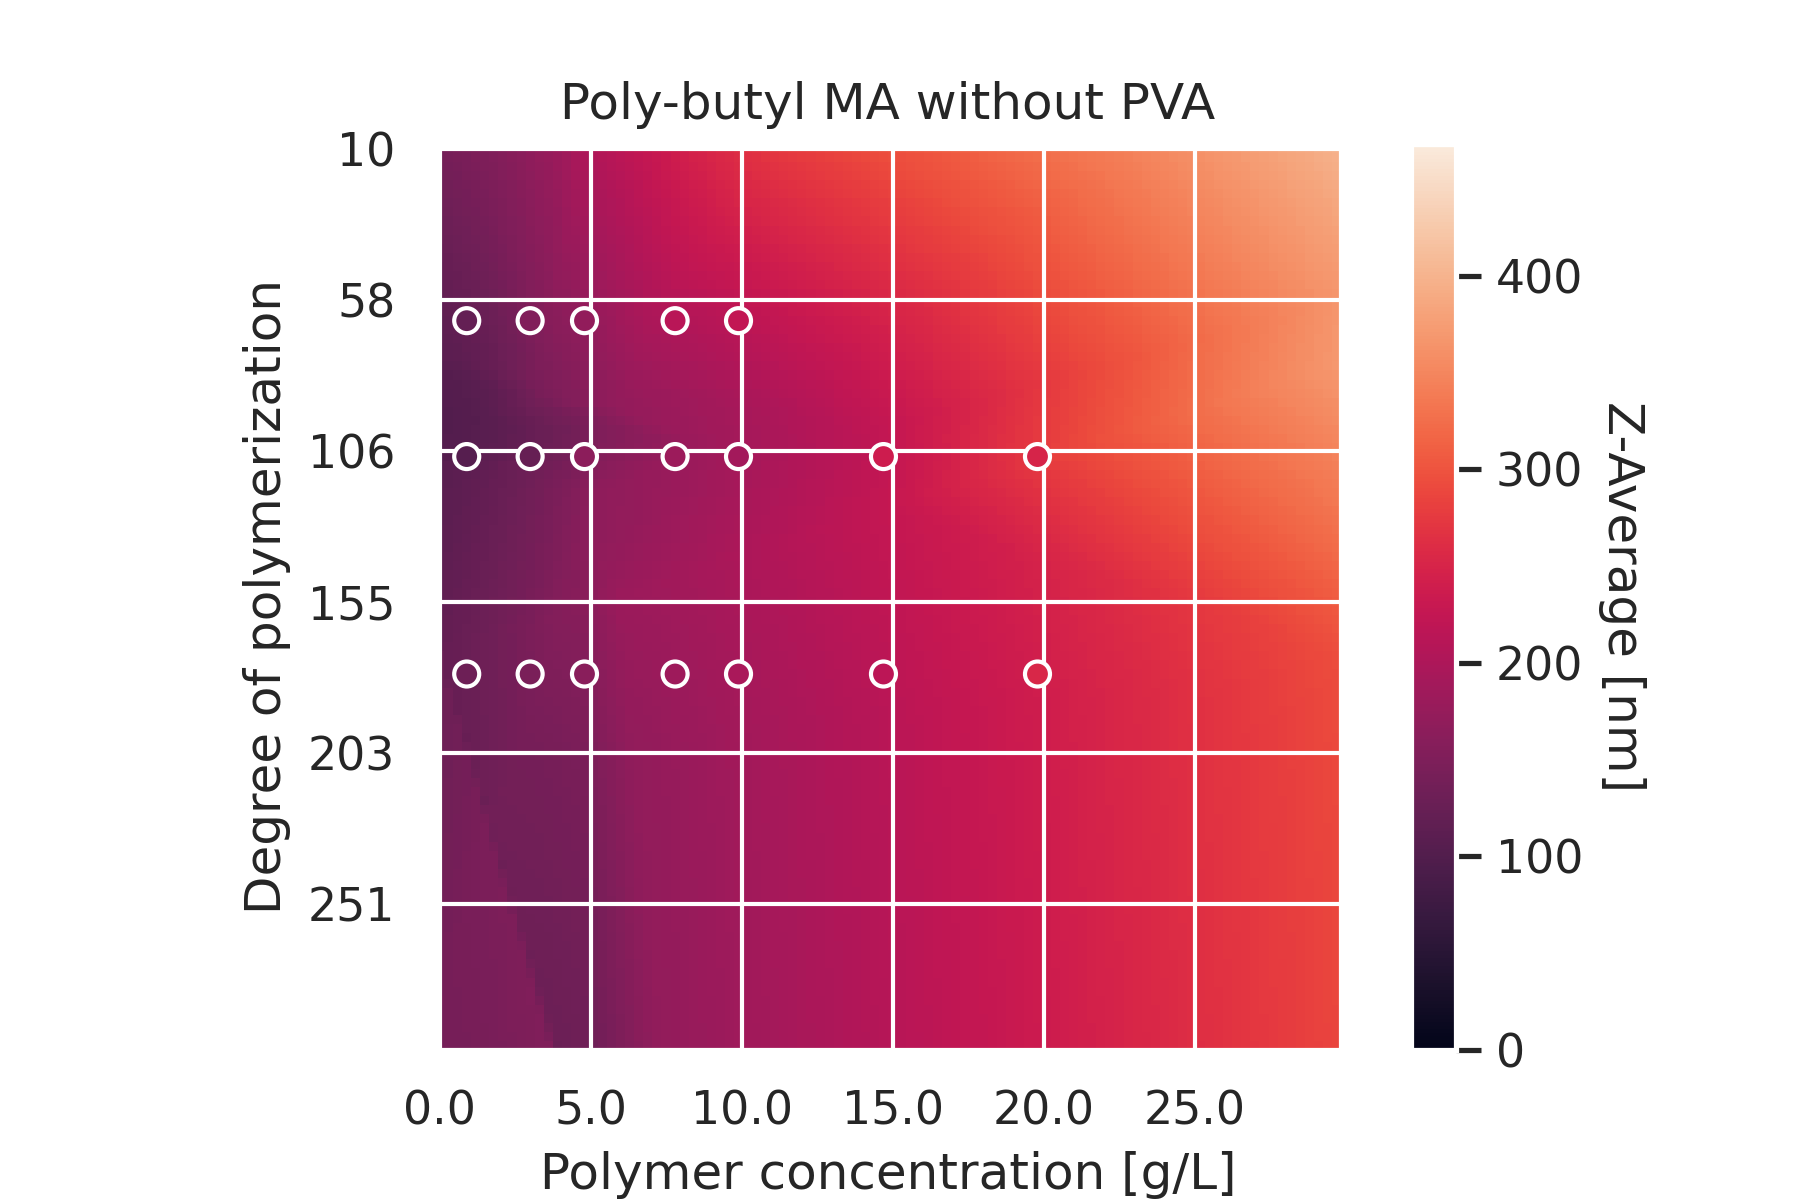 Poly-butyl MA without PVA
Degree of polymerization
10
58
106
155
203
251
0.0 5.0 10.0 15.0 20.0 25.0
Polymer concentration [g/L]
400
300
200
100
0
Z-Average [nm]